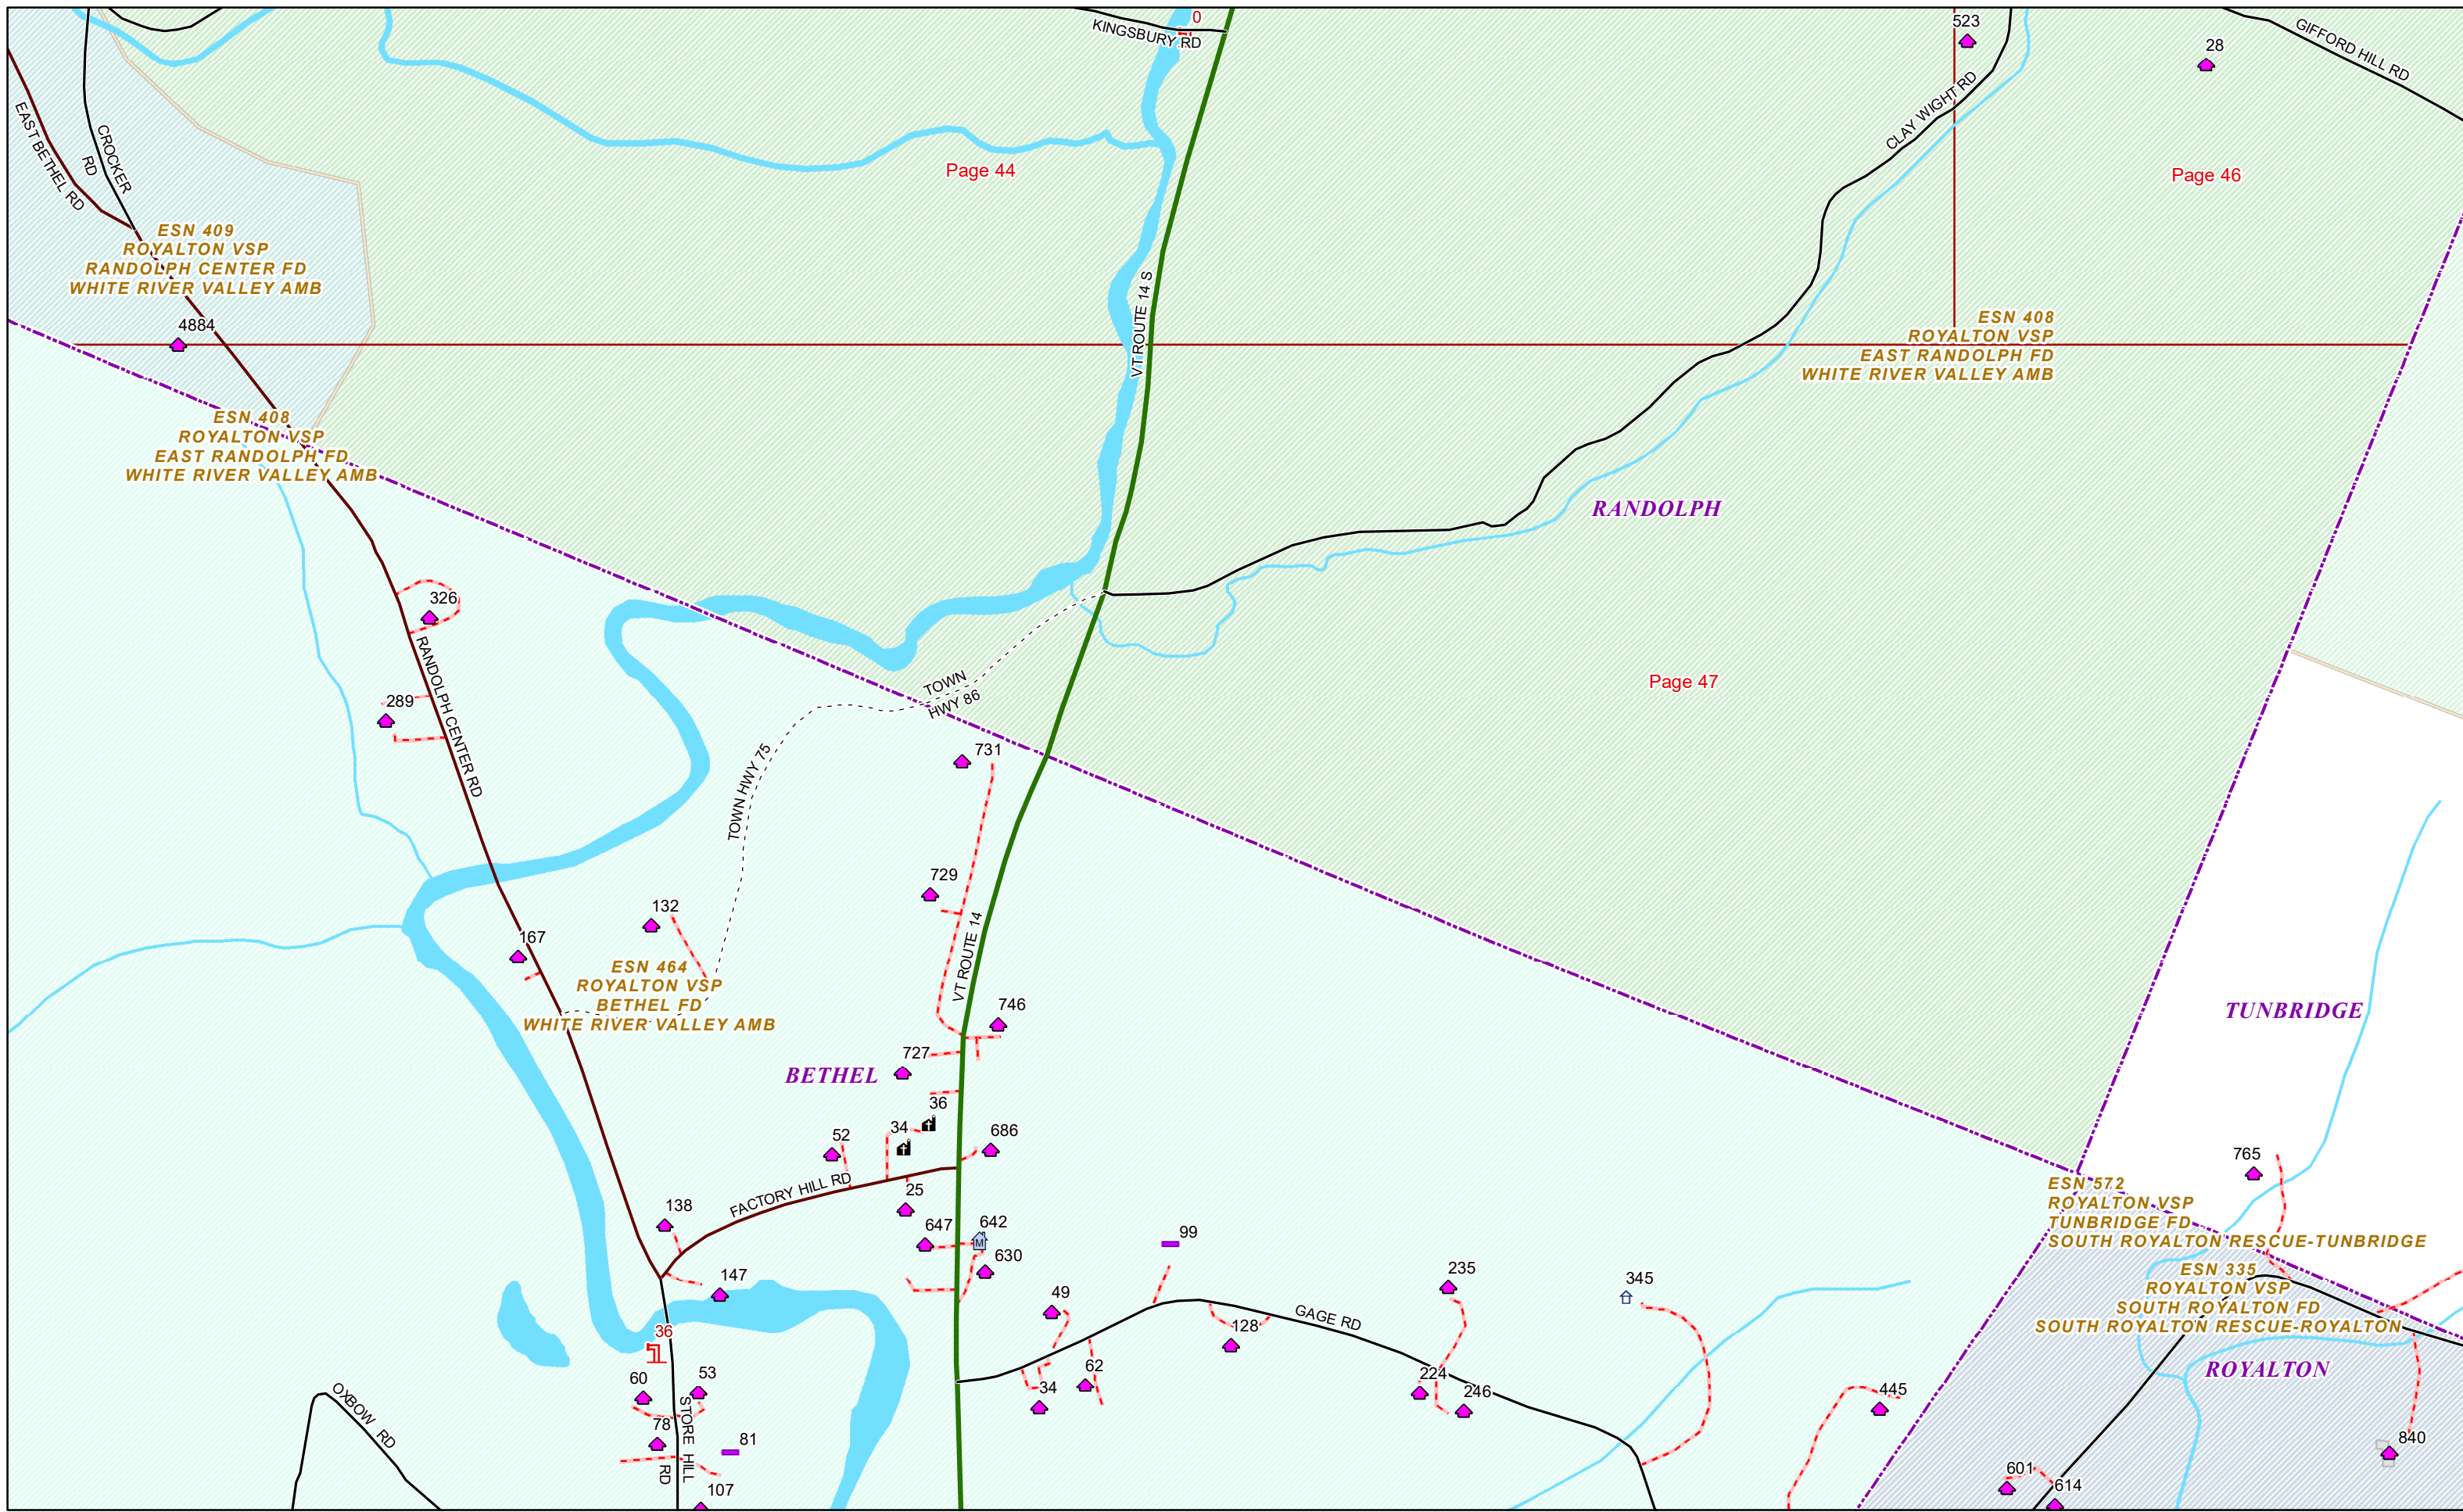 0
KINGSBURY RD
523
28
GIFFORD HILL RD
EAST BETHEL RD
CROCKER
RD
CLAY WIGHT RD
Page 44
Page 46
ESN 409
ROYALTON VSP
RANDOLPH CENTER FD
WHITE RIVER VALLEY AMB
4884
VT ROUTE 14 S
ESN 408
ROYALTON VSP
EAST RANDOLPH FD
WHITE RIVER VALLEY AMB
ESN 408
ROYALTON VSP
EAST RANDOLPH FD
WHITE RIVER VALLEY AMB
RANDOLPH
326
RANDOLPH CENTER RD
289
TOWN
HWY 86
Page 47
TOWN HWY 75
731
729
132
167
VT ROUTE 14
ESN 464
ROYALTON VSP
BETHEL FD
WHITE RIVER VALLEY AMB
746
TUNBRIDGE
727
BETHEL
36
34
52
686
765
FACTORY HILL RD
25
138
647
642
M
630
99
ESN 572
ROYALTON VSP
TUNBRIDGE FD
SOUTH ROYALTON RESCUE-TUNBRIDGE
ESN 335
ROYALTON VSP
SOUTH ROYALTON FD
SOUTH ROYALTON RESCUE-ROYALTON
147
49
235
345
GAGE RD
128
36
62
34
224
246
445
ROYALTON
53
60
78
STORE HILL
RD
81
107
OXBOW RD
840
601
614